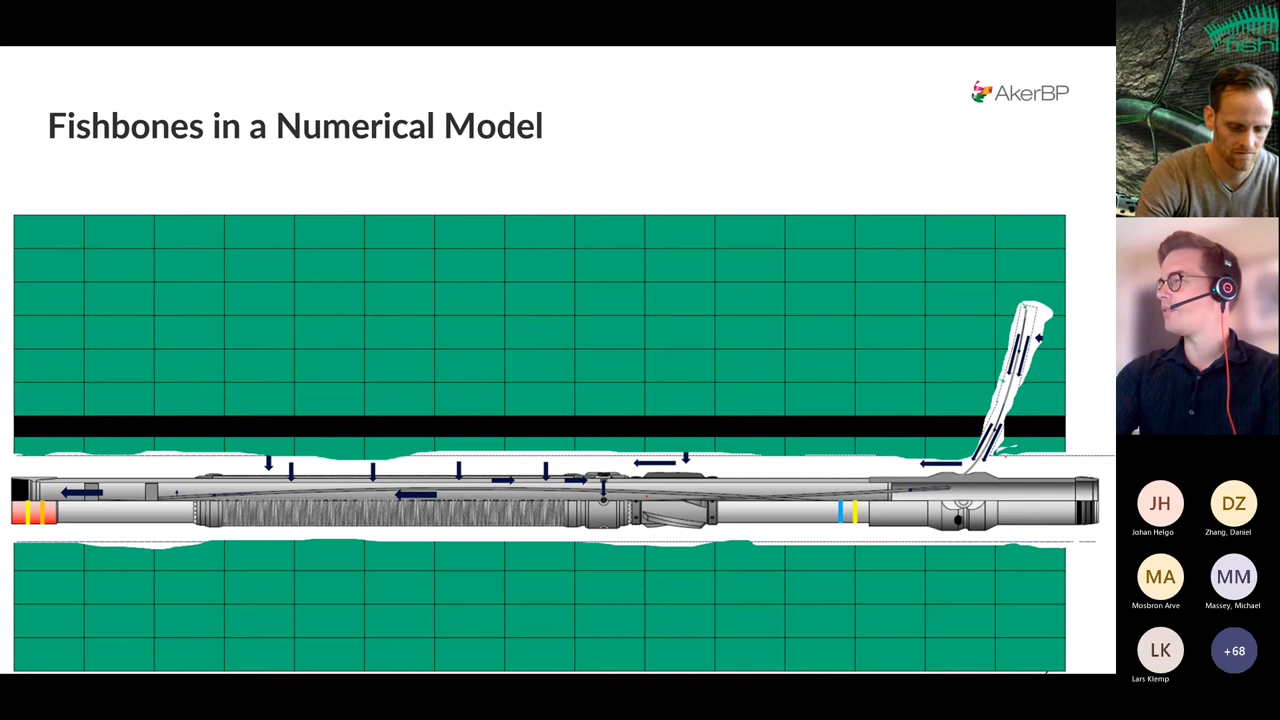 fishl
AkerBP
Fishbones in a Numerical Model
JH
DZ
Johan Helgo
Zhang, Daniel
MA
MM
Mosbron Arve
Massey, Michael
LK
+68
Lars Klemp